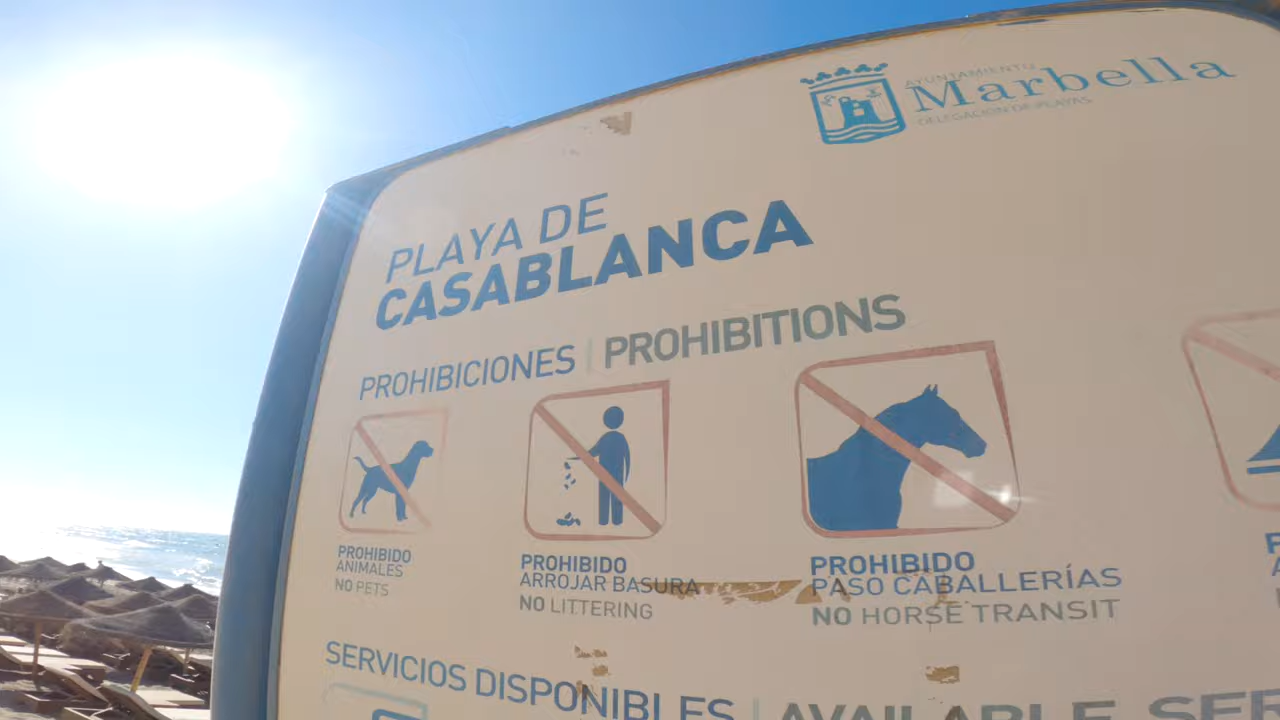 AYUNTAMIENTO
Marbella
DELEGACIÓN DE PLAYAS
PLAYA DE
CASABLANCA
PROHIBICIONES | PROHIBITIONS
PROHIBIDO
ANIMALES
NO PETS
PROHIBIDO
ARROJAR BASURA
NO LITTERING
PROHIBIDO
PASO CABALLERÍAS
NO HORSE TRANSIT
SERVICIOS DISPONIBLES | AVAILABLE SER